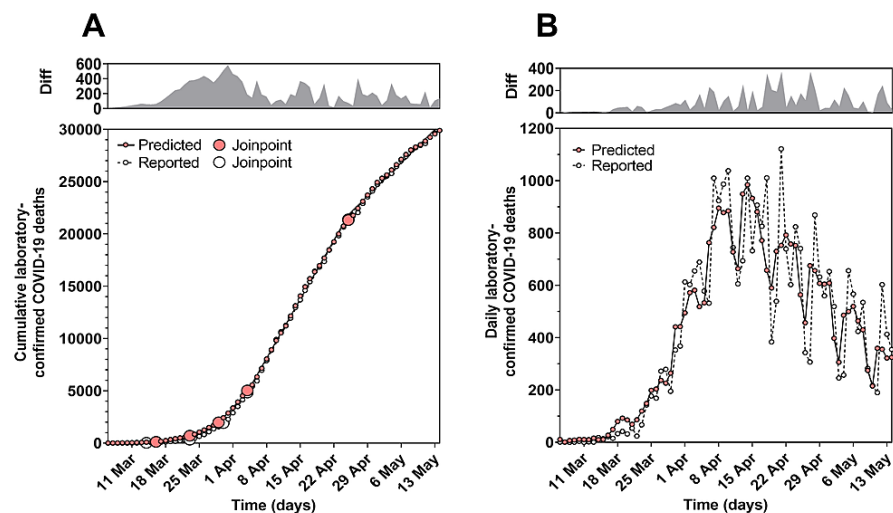 A
Diff
600
400
200
0
Cumulative laboratory-
confirmed COVID-19 deaths
30000
25000
20000
15000
10000
5000
0
Predicted
Joinpoint
Reported
Joinpoint
11 Mar
18 Mar
25 Mar
1 Apr
8 Apr
15 Apr
22 Apr
29 Apr
6 May
13 May
Time (days)
B
Diff
400
200
0
Daily laboratory-
confirmed COVID-19 deaths
1200
1000
800
600
400
200
0
Predicted
Reported
11 Mar
18 Mar
25 Mar
1 Apr
8 Apr
15 Apr
22 Apr
29 Apr
6 May
13 May
Time (days)